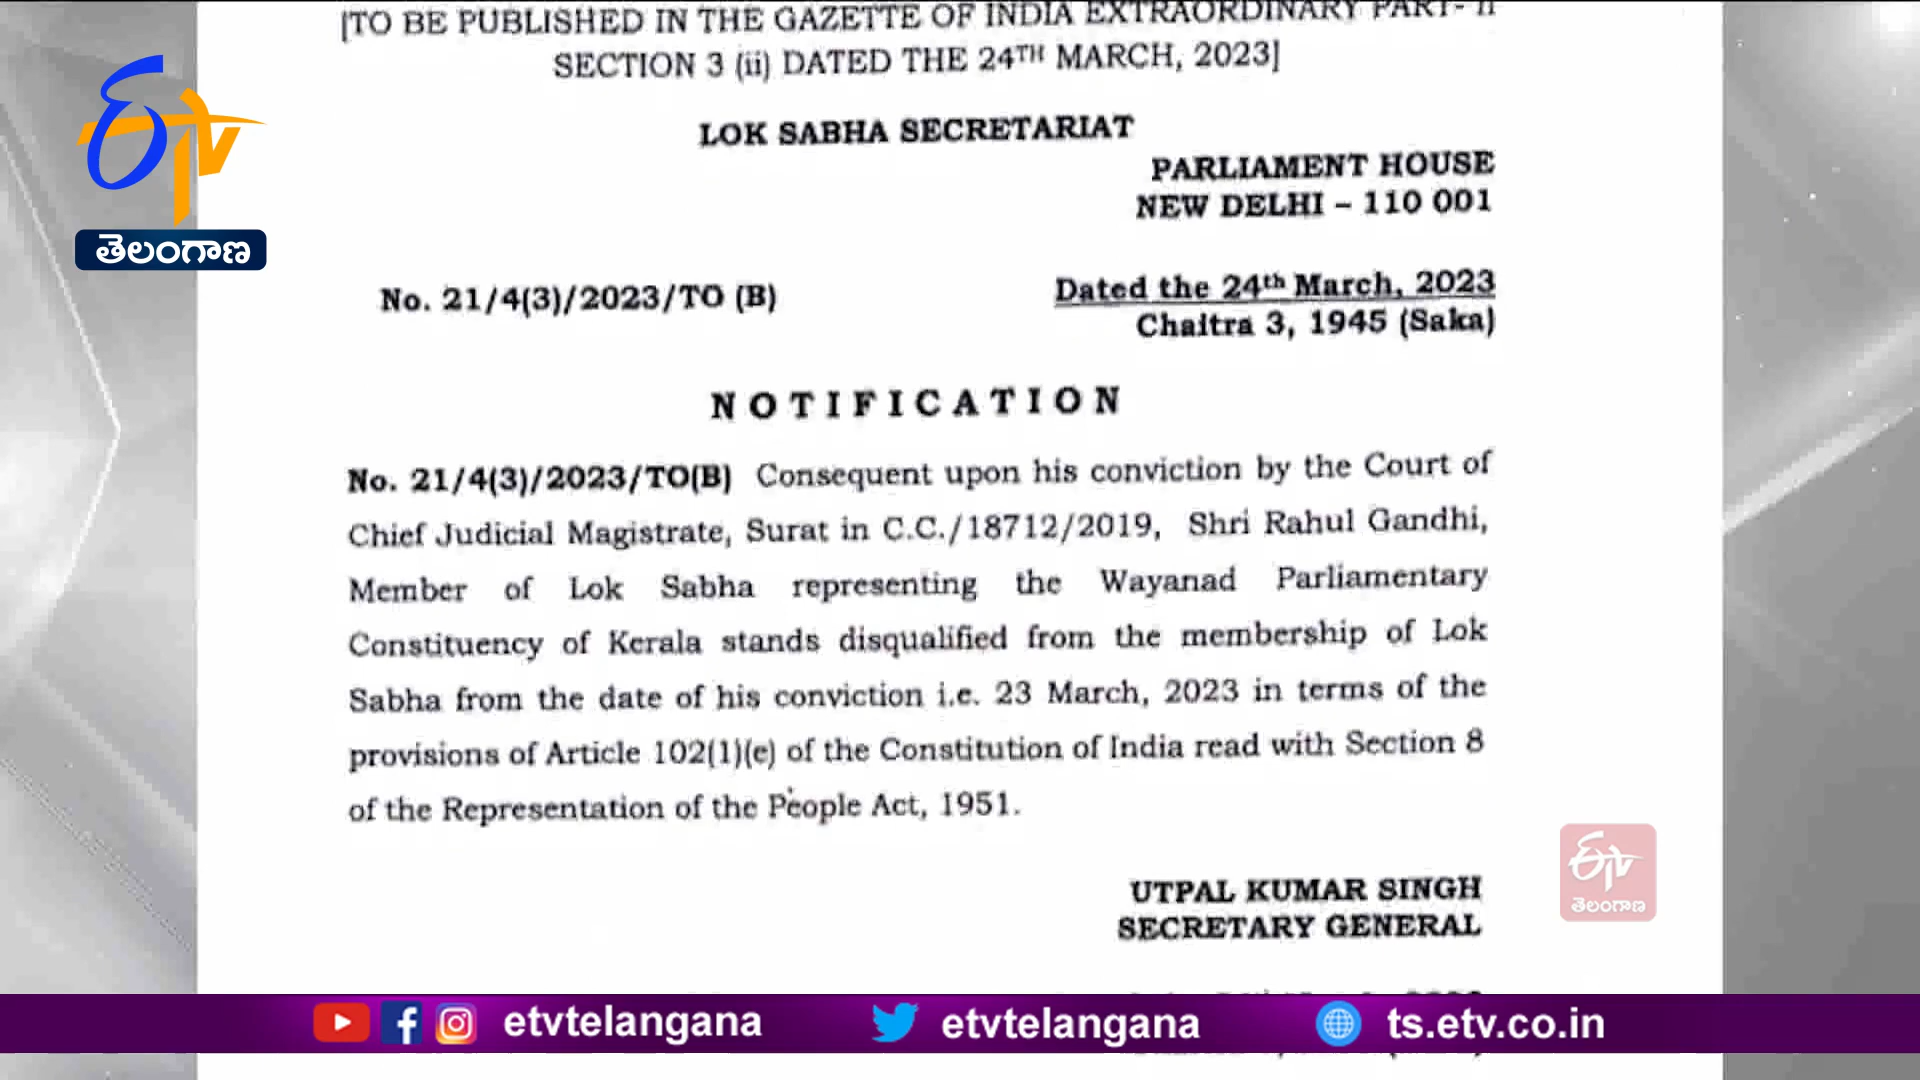 [TO BE PUBLISHED IN THE GAZETTE OF INDIA EXTRAORDINARY PART- II
SECTION 3 (ii) DATED THE 24TH MARCH, 2023]
ETV
తెలంగాణ
LOK SABHA SECRETARIAT
PARLIAMENT HOUSE
NEW DELHI – 110 001
No. 21/4(3)/2023/TO (B)
Dated the 24th March, 2023
Chaitra 3, 1945 (Saka)
NOTIFICATION
No. 21/4(3)/2023/TO(B) Consequent upon his conviction by the Court of
Chief Judicial Magistrate, Surat in C.C./18712/2019, Shri Rahul Gandhi,
Member of Lok Sabha representing the Wayanad Parliamentary
Constituency of Kerala stands disqualified from the membership of Lok
Sabha from the date of his conviction i.e. 23 March, 2023 in terms of the
provisions of Article 102(1)(e) of the Constitution of India read with Section 8
of the Representation of the People Act, 1951.
ETV
తెలంగాణ
UTPAL KUMAR SINGH
SECRETARY GENERAL
etvtelangana
etvtelangana
ts.etv.co.in